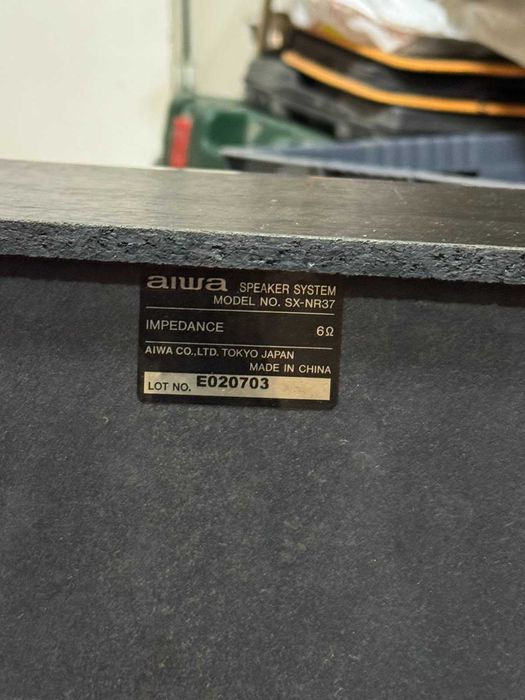 aiwa SPEAKER SYSTEM
MODEL NO. SX-NR37
IMPEDANCE 6Ω
AIWA CO.,LTD. TOKYO JAPAN
MADE IN CHINA
LOT NO. E020703